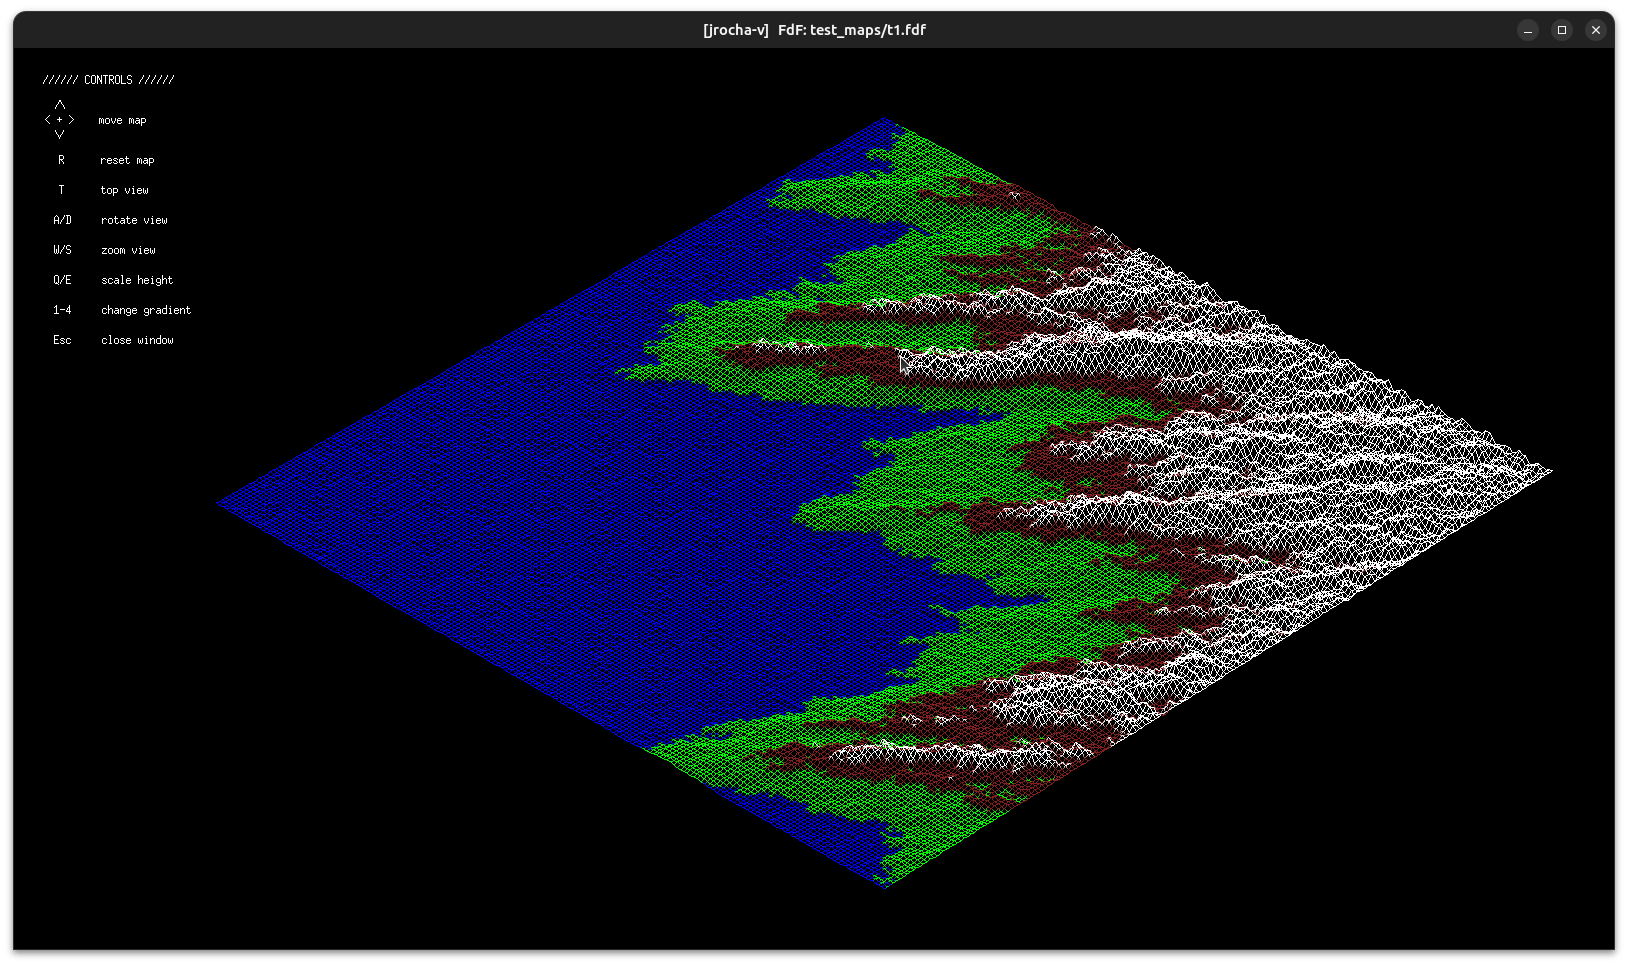 [jrocha-v] FdF: test_maps/t1.fdf
////// CONTROLS //////
^
< + > move map
v
R reset map
T top view
A/D rotate view
W/S zoom view
Q/E scale height
1-4 change gradient
Esc close window